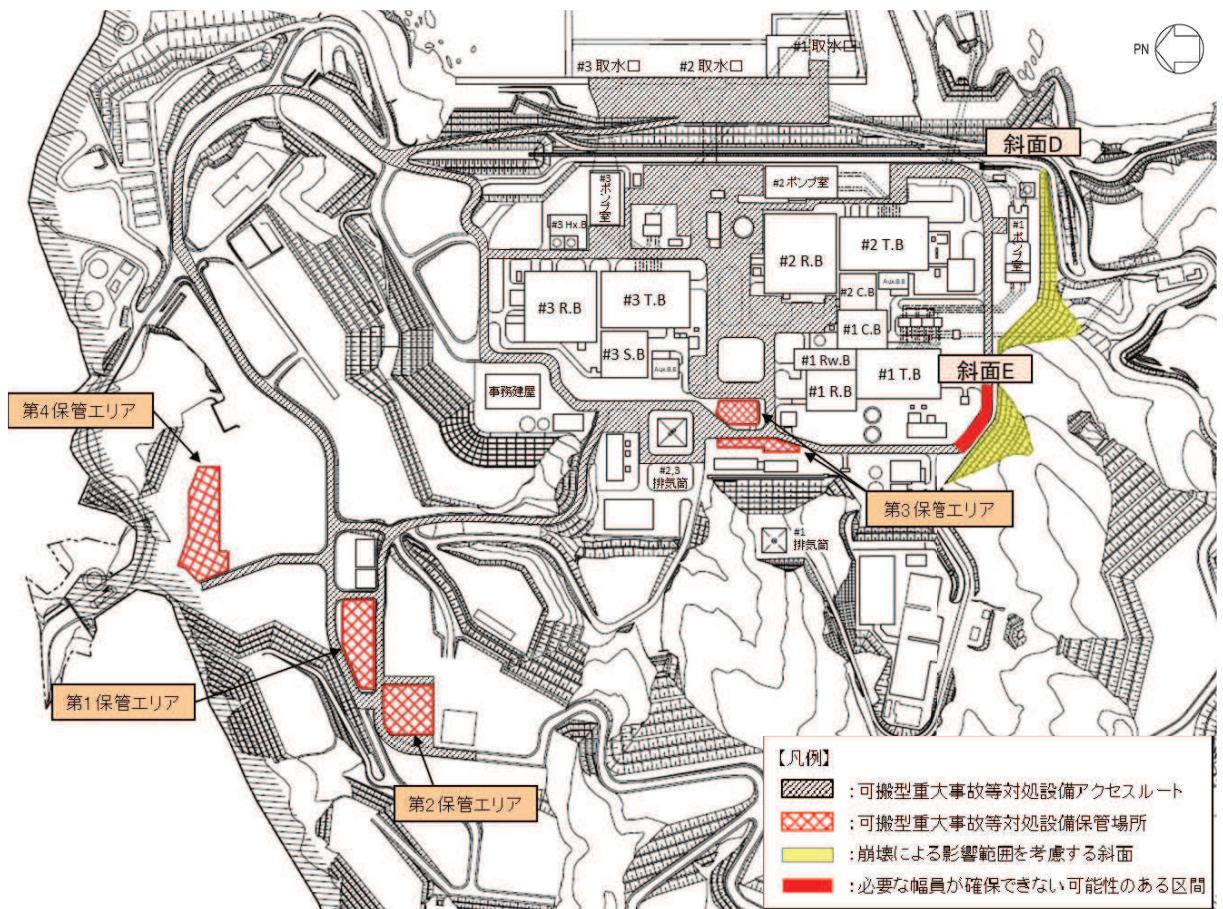 #1 取水口
#3 取水口
#2 取水口
PN
斜面D
#3 ポンプ室
#2 ポンプ室
#1 ポンプ室
#3 Hx.B
#2 R.B
#2 T.B
#2 C.B
Aux.B.B
#3 R.B
#3 T.B
#1 C.B
#3 S.B
Aux.B.B
#1 Rw.B
#1 T.B
#1 R.B
斜面E
事務建屋
第4保管エリア
#2,3
排気筒
第3保管エリア
#1
排気筒
第1保管エリア
第2保管エリア
【凡例】
:可搬型重大事故等対処設備アクセスルート
:可搬型重大事故等対処設備保管場所
:崩壊による影響範囲を考慮する斜面
:必要な幅員が確保できない可能性のある区間